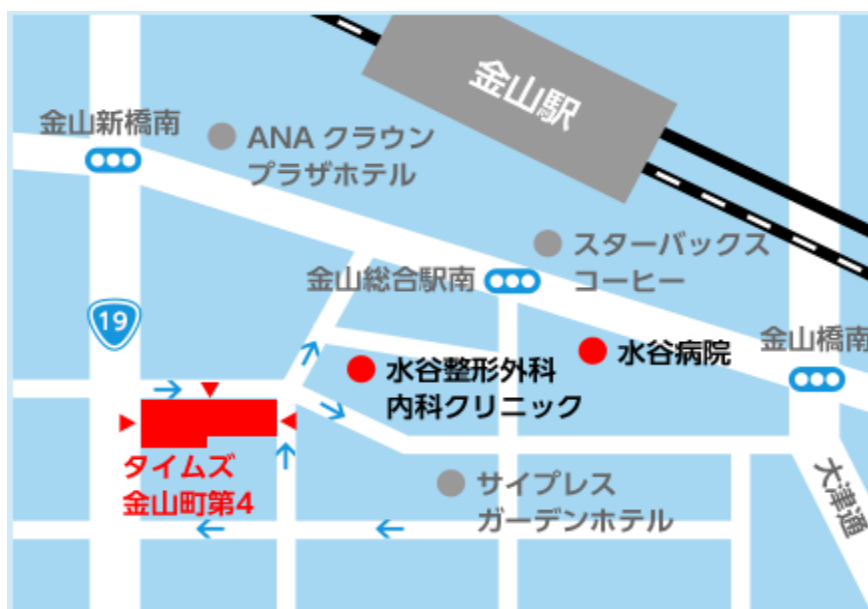 金山駅
金山新橋南
ANA クラウン
プラザホテル
スターバックス
コーヒー
金山総合駅南
19
水谷病院
金山橋南
水谷整形外科
内科クリニック
タイムズ
金山町第4
サイプレス
ガーデンホテル
大津通